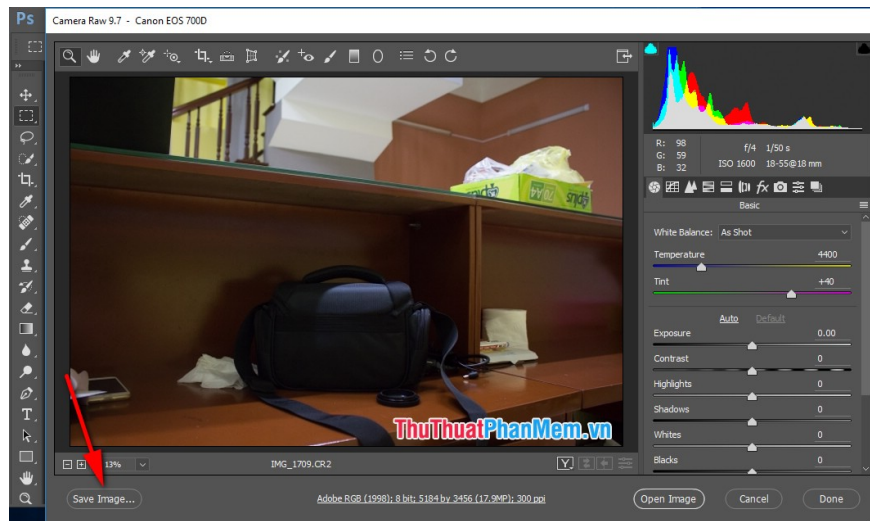 Ps
Camera Raw 9.7 - Canon EOS 700D
R: 98
G: 59
B: 32
f/4 1/50 s
ISO 1600 18-55@18 mm
Basic
White Balance: As Shot
Temperature 4400
Tint +40
Auto Default
Exposure 0.00
Contrast 0
Highlights 0
Shadows 0
Whites 0
Blacks 0
70 A4 eplus
ThuThuatPhanMem.vn
13%
IMG_1709.CR2
Y
Save Image...
Adobe RGB (1998); 8 bit; 5184 by 3456 (17.9MP); 300 ppi
Open Image
Cancel
Done